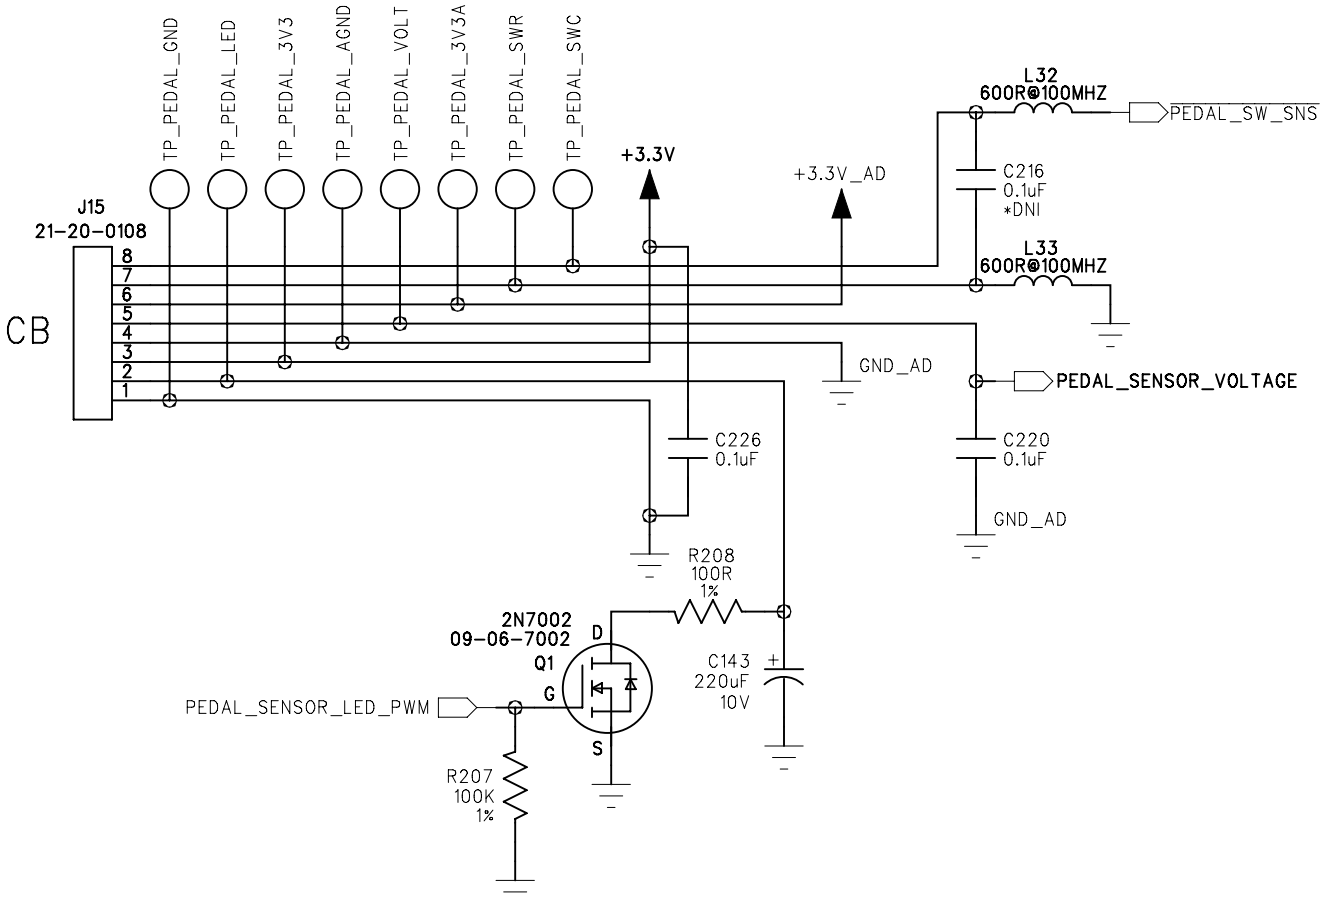 TP_PEDAL_GND
TP_PEDAL_LED
TP_PEDAL_3V3
TP_PEDAL_AGND
TP_PEDAL_VOLT
TP_PEDAL_3V3A
TP_PEDAL_SWR
TP_PEDAL_SWC
L32
600R@100MHZ
PEDAL_SW_SNS
+3.3V
+3.3V_AD
C216
0.1uF
*DNI
J15
21-20-0108
L33
600R@100MHZ
8
7
6
5
4
3
2
1
CB
GND_AD
PEDAL_SENSOR_VOLTAGE
C226
0.1uF
C220
0.1uF
GND_AD
R208
100R
1%
2N7002
09-06-7002
D
Q1
G
S
C143
220uF
10V
+
PEDAL_SENSOR_LED_PWM
R207
100K
1%